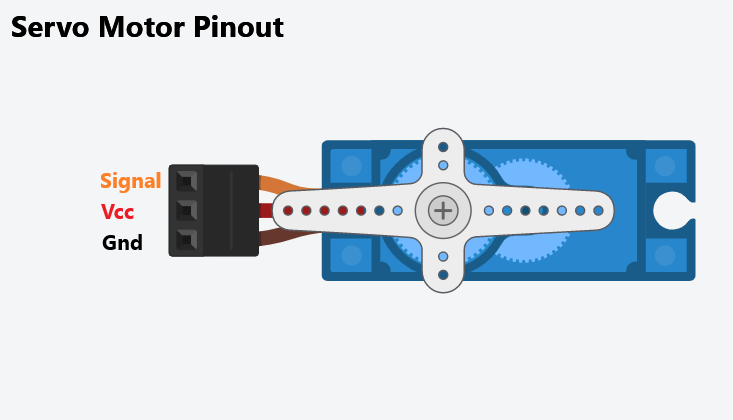 Servo Motor Pinout
Signal
Vcc
Gnd